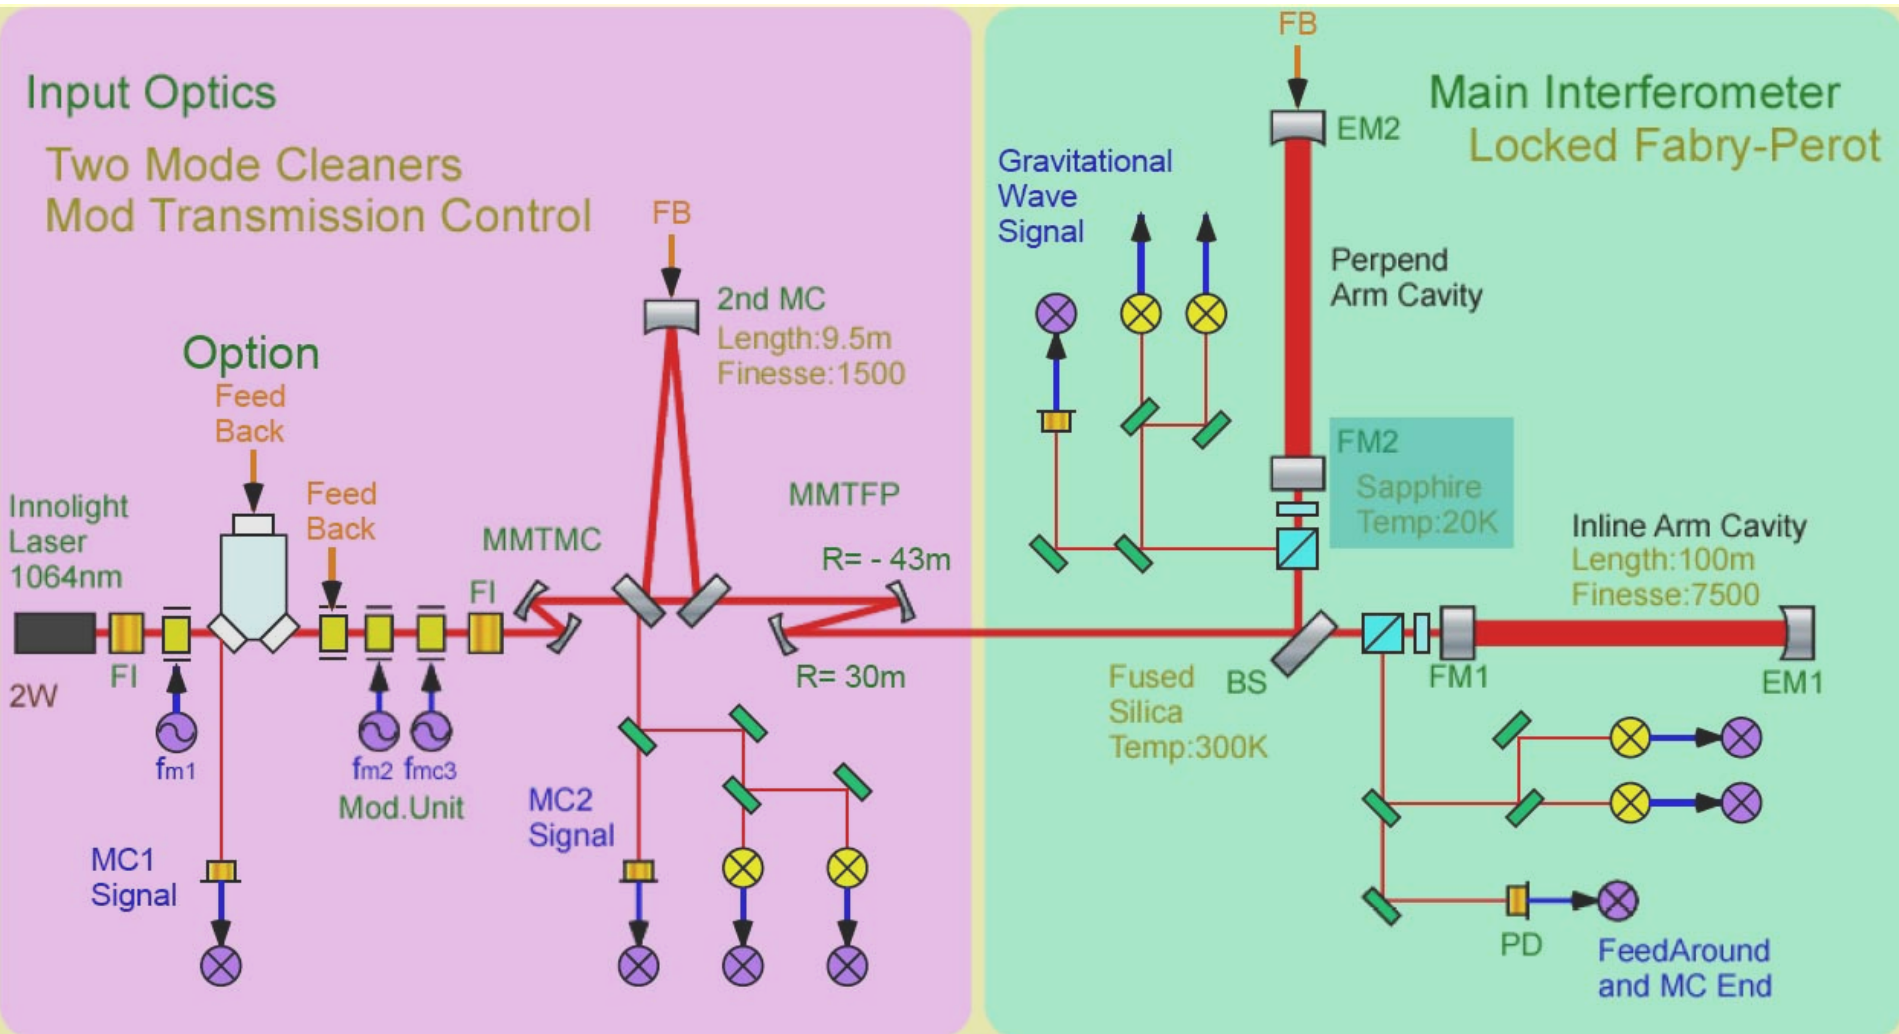 Input Optics
Two Mode Cleaners
Mod Transmission Control
FB
2nd MC
Length:9.5m
Finesse:1500
Option
Feed
Back
Feed
Back
Innolight
Laser
1064nm
2W
FI
fm1
fm2
fmc3
Mod.Unit
FI
MMTMC
MMTFP
R= - 43m
R= 30m
MC1
Signal
MC2
Signal
Main Interferometer
Locked Fabry-Perot
FB
EM2
Gravitational
Wave
Signal
Perpend
Arm Cavity
FM2
Sapphire
Temp:20K
Inline Arm Cavity
Length:100m
Finesse:7500
Fused
Silica
Temp:300K
BS
FM1
EM1
PD
FeedAround
and MC End